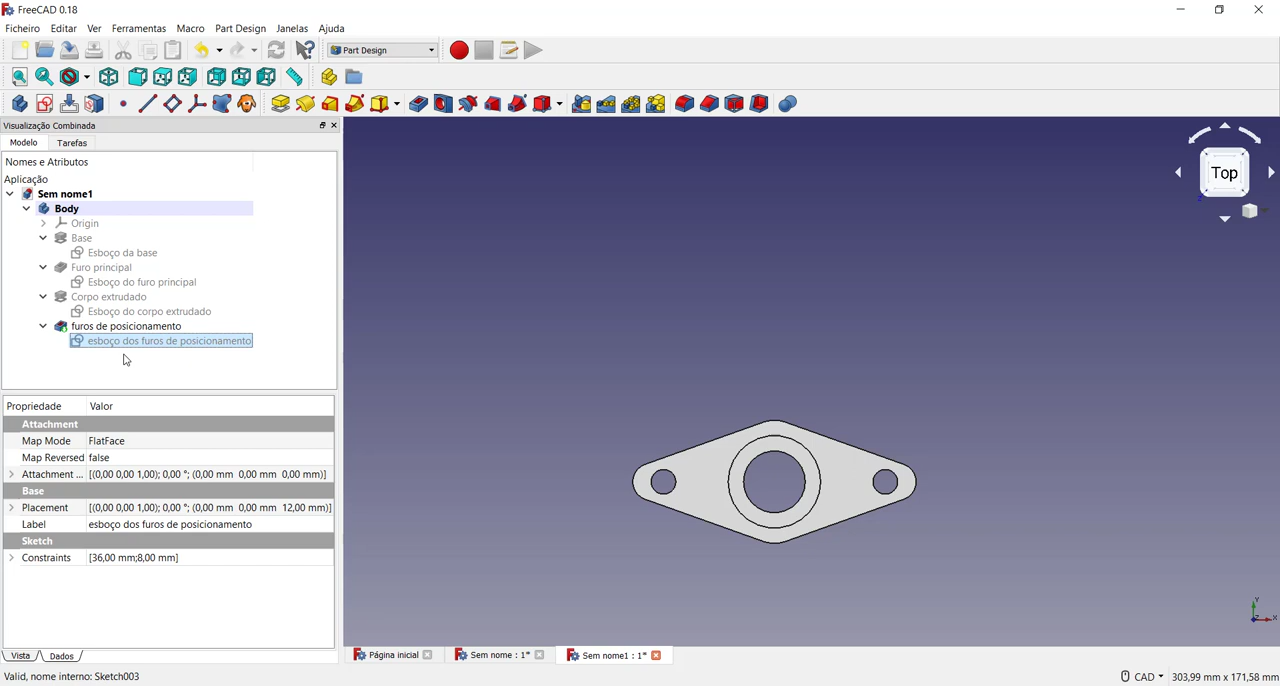 FreeCAD 0.18
Ficheiro Editar Ver Ferramentas Macro Part Design Janelas Ajuda
Part Design
Visualização Combinada
Modelo Tarefas
Nomes e Atributos
Aplicação
Sem nome1
Body
Origin
Base
Esboço da base
Furo principal
Esboço do furo principal
Corpo extrudado
Esboço do corpo extrudado
furos de posicionamento
esboço dos furos de posicionamento
Top
Z
Propriedade Valor
Attachment
Map Mode FlatFace
Map Reversed false
Attachment ... [(0,00 0,00 1,00); 0,00 °; (0,00 mm 0,00 mm 0,00 mm)]
Base
Placement [(0,00 0,00 1,00); 0,00 °; (0,00 mm 0,00 mm 12,00 mm)]
Label esboço dos furos de posicionamento
Sketch
Constraints [36,00 mm;8,00 mm]
Y
Z X
Vista Dados
Página inicial Sem nome : 1* Sem nome1 : 1*
Valid, nome interno: Sketch003 CAD 303,99 mm x 171,58 mm